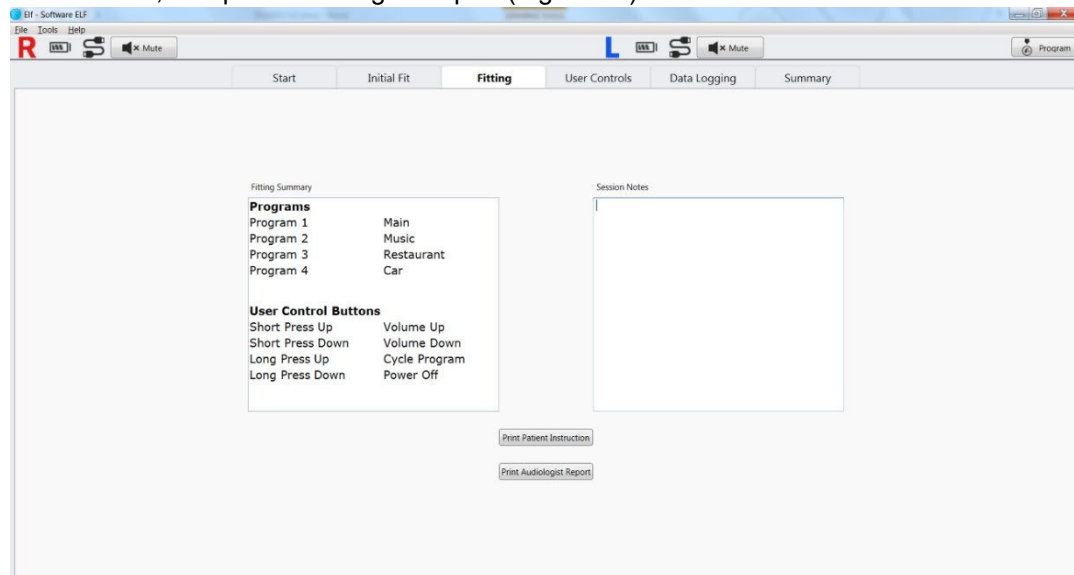 Elf - Software ELF
File Tools Help
R Mute L Mute Program
Start Initial Fit Fitting User Controls Data Logging Summary
Fitting Summary Session Notes
Programs
Program 1 Main
Program 2 Music
Program 3 Restaurant
Program 4 Car
User Control Buttons
Short Press Up Volume Up
Short Press Down Volume Down
Long Press Up Cycle Program
Long Press Down Power Off
Print Patient Instruction
Print Audiologist Report